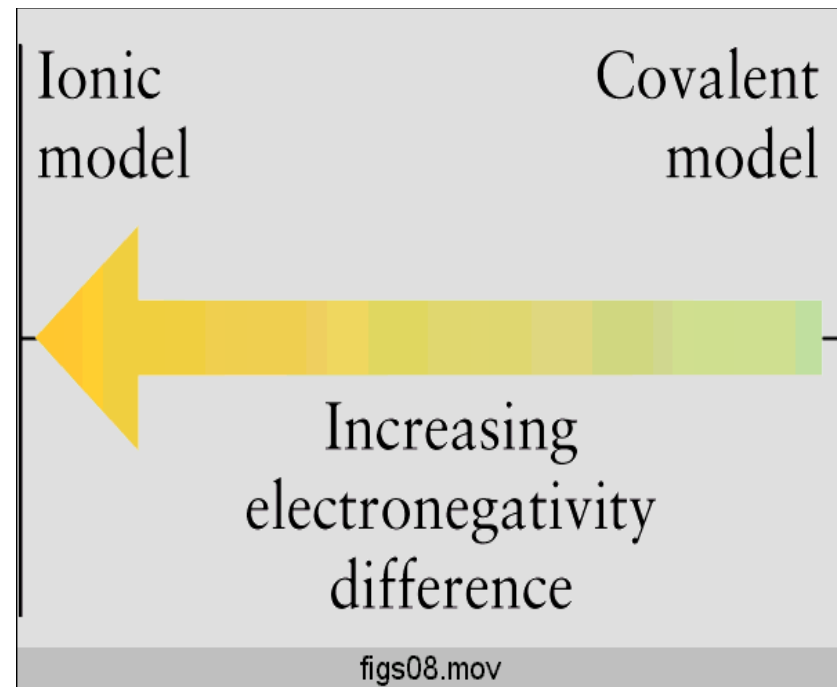 Ionic
model
Covalent
model
Increasing
electronegativity
difference
figs08.mov